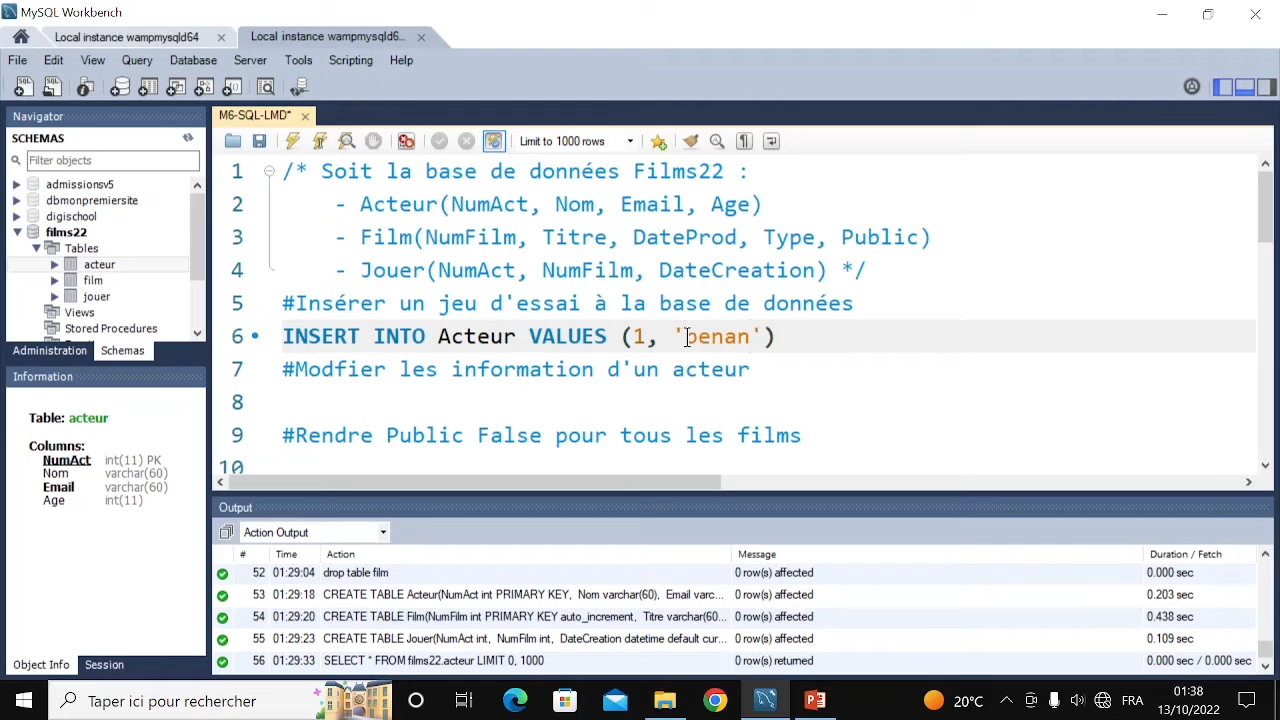 MySQL Workbench
Local instance wampmysqld64
Local instance wampmysqld6...
File Edit View Query Database Server Tools Scripting Help
Navigator
M6-SQL-LMD*
SCHEMAS
Filter objects
Limit to 1000 rows
admissionsv5
dbmonpremiersite
digischool
films22
Tables
acteur
film
jouer
Views
Stored Procedures
Administration Schemas
Information
Table: acteur
Columns:
NumAct int(11) PK
Nom varchar(60)
Email varchar(60)
Age int(11)
Object Info Session
1 /* Soit la base de données Films22 :
2 - Acteur(NumAct, Nom, Email, Age)
3 - Film(NumFilm, Titre, DateProd, Type, Public)
4 - Jouer(NumAct, NumFilm, DateCreation) */
5 #Insérer un jeu d'essai à la base de données
6 INSERT INTO Acteur VALUES (1, 'benan')
7 #Modfier les information d'un acteur
8
9 #Rendre Public False pour tous les films
10
Output
Action Output
# Time Action Message Duration / Fetch
52 01:29:04 drop table film 0 row(s) affected 0.000 sec
53 01:29:18 CREATE TABLE Acteur(NumAct int PRIMARY KEY, Nom varchar(60), Email varc... 0 row(s) affected 0.203 sec
54 01:29:20 CREATE TABLE Film(NumFilm int PRIMARY KEY auto_increment, Titre varchar(60... 0 row(s) affected 0.438 sec
55 01:29:23 CREATE TABLE Jouer(NumAct int, NumFilm int, DateCreation datetime default cur... 0 row(s) affected 0.109 sec
56 01:29:33 SELECT * FROM films22.acteur LIMIT 0, 1000 0 row(s) returned 0.000 sec / 0.000 sec
Taper ici pour rechercher
20°C
FRA
01:38
13/10/2022